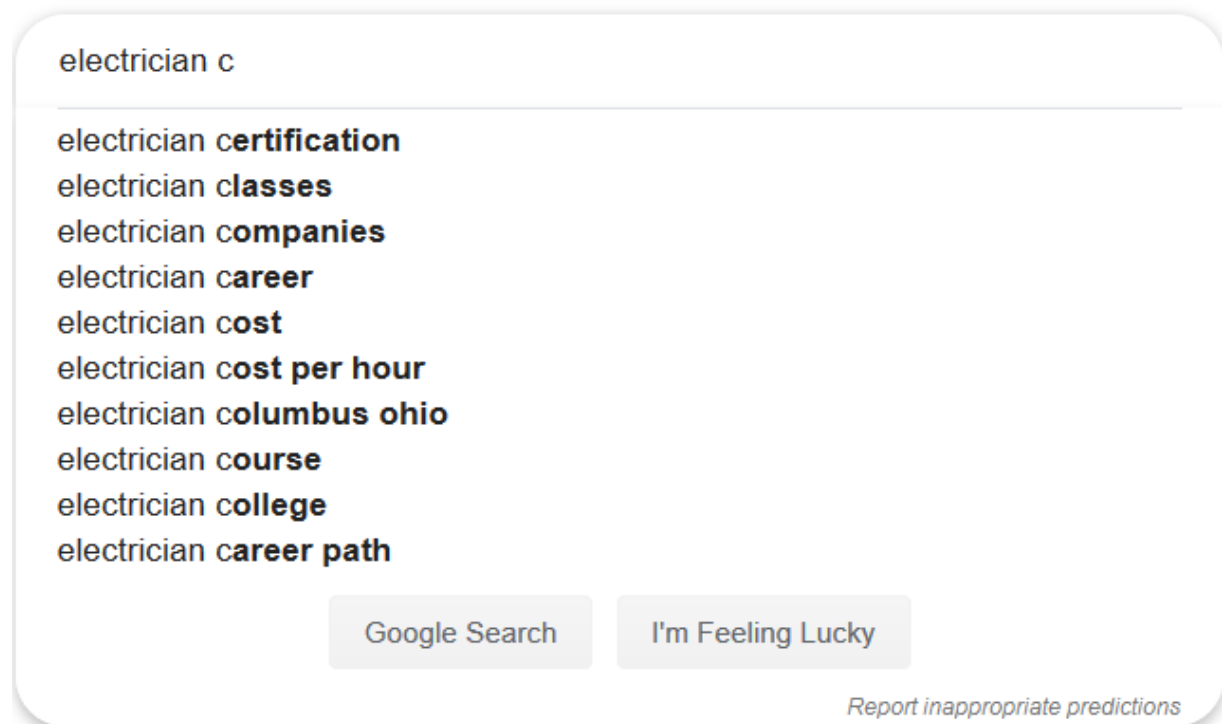 electrician c
electrician certification
electrician classes
electrician companies
electrician career
electrician cost
electrician cost per hour
electrician columbus ohio
electrician course
electrician college
electrician career path
Google Search I'm Feeling Lucky
Report inappropriate predictions